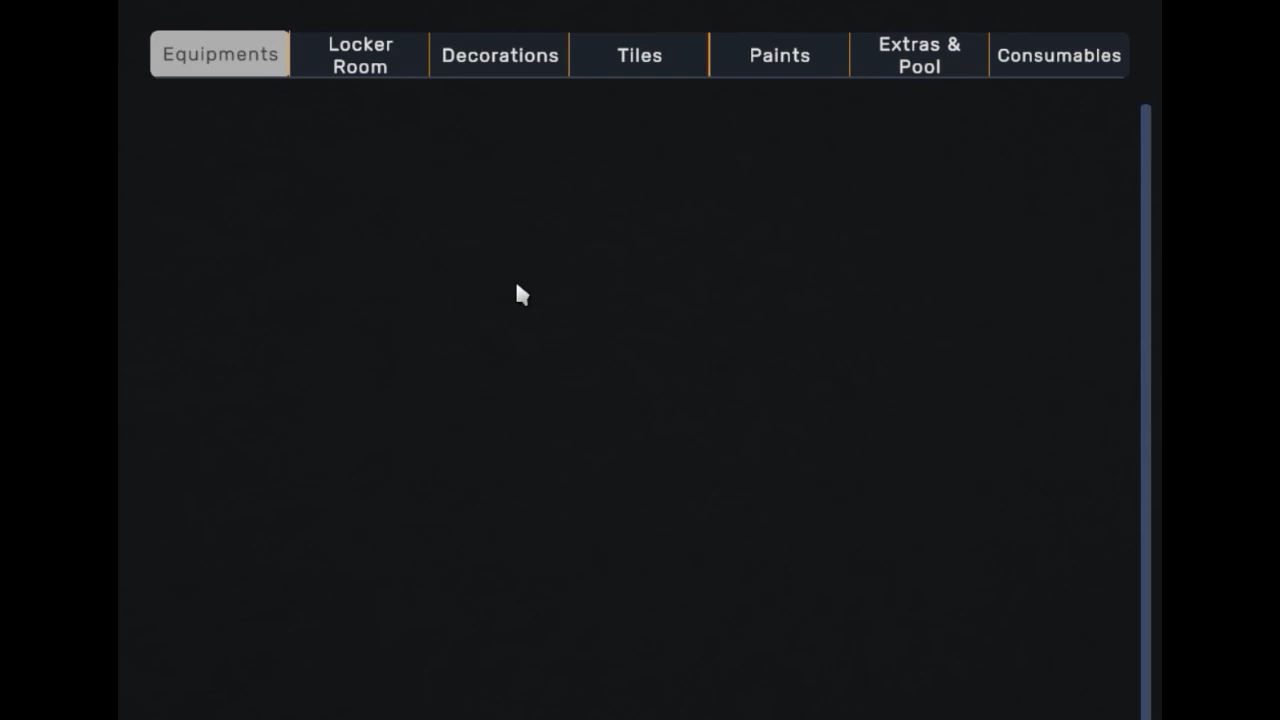 Equipments
Locker
Room
Decorations
Tiles
Paints
Extras &
Pool
Consumables